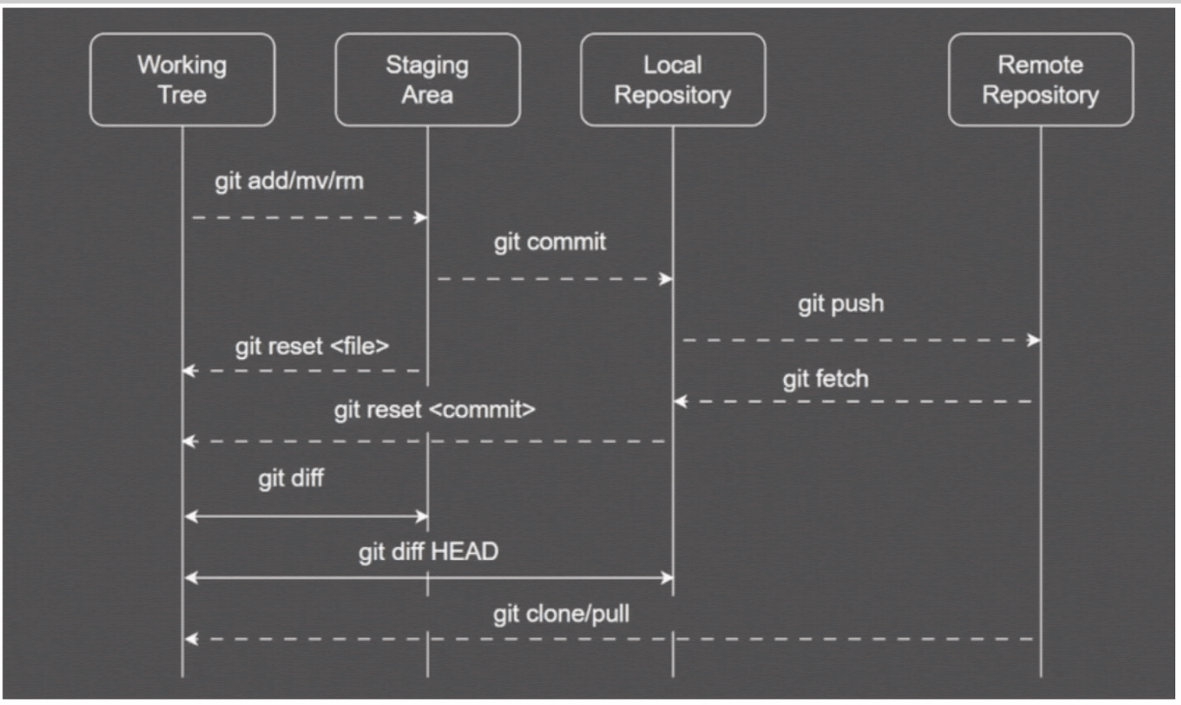 Working
Tree
Staging
Area
Local
Repository
Remote
Repository
git add/mv/rm
git commit
git push
git reset <file>
git fetch
git reset <commit>
git diff
git diff HEAD
git clone/pull